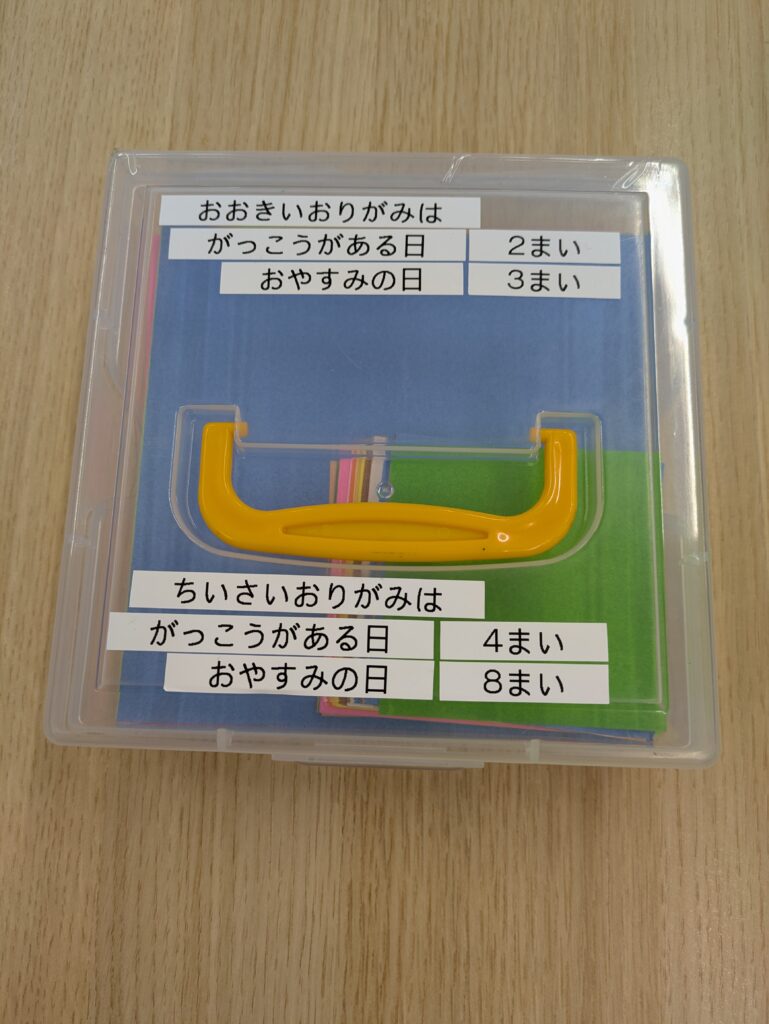 おおきいおりがみは
がっこうがある日 2まい
おやすみの日 3まい
ちいさいおりがみは
がっこうがある日 4まい
おやすみの日 8まい